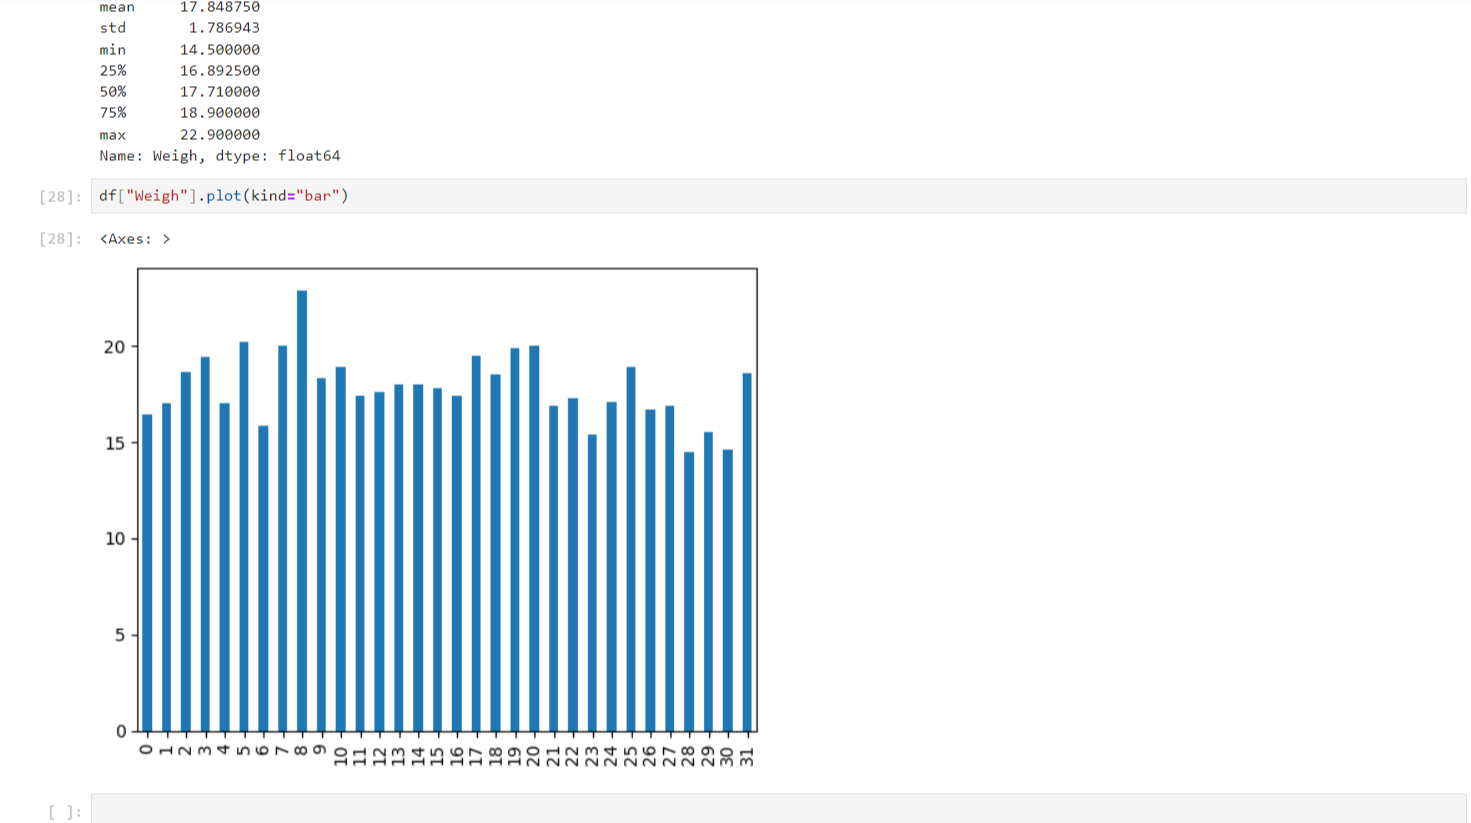 mean 17.848750
std 1.786943
min 14.500000
25% 16.892500
50% 17.710000
75% 18.900000
max 22.900000
Name: Weigh, dtype: float64
[28]: df["Weigh"].plot(kind="bar")
[28]: <Axes: >
20
15
10
5
0
0 1 2 3 4 5 6 7 8 9 10 11 12 13 14 15 16 17 18 19 20 21 22 23 24 25 26 27 28 29 30 31
[ ]: